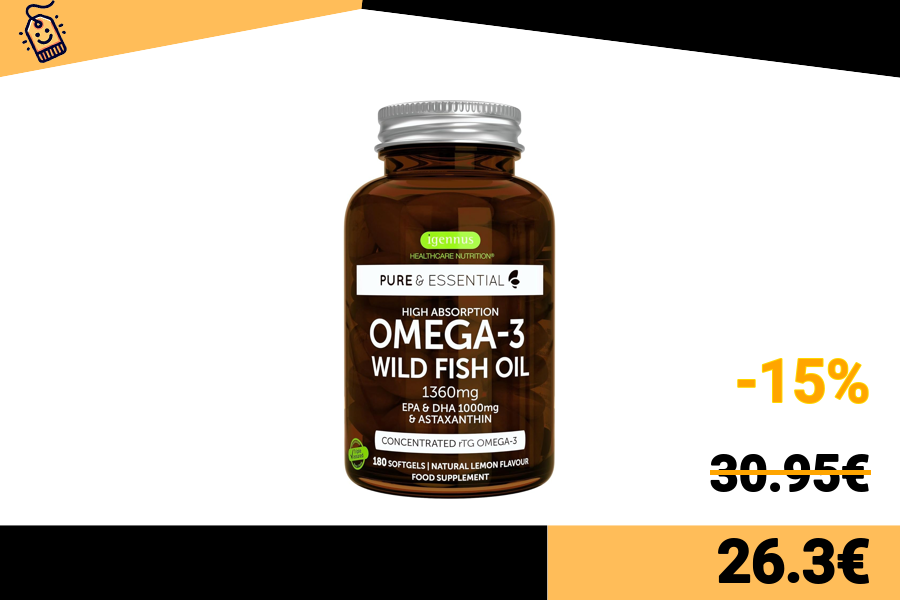 igennus
HEALTHCARE NUTRITION®
PURE & ESSENTIAL
HIGH ABSORPTION
OMEGA-3
WILD FISH OIL
1360mg
EPA & DHA 1000mg
& ASTAXANTHIN
CONCENTRATED rTG OMEGA-3
180 SOFTGELS | NATURAL LEMON FLAVOUR
FOOD SUPPLEMENT
-15%
30.95€
26.3€